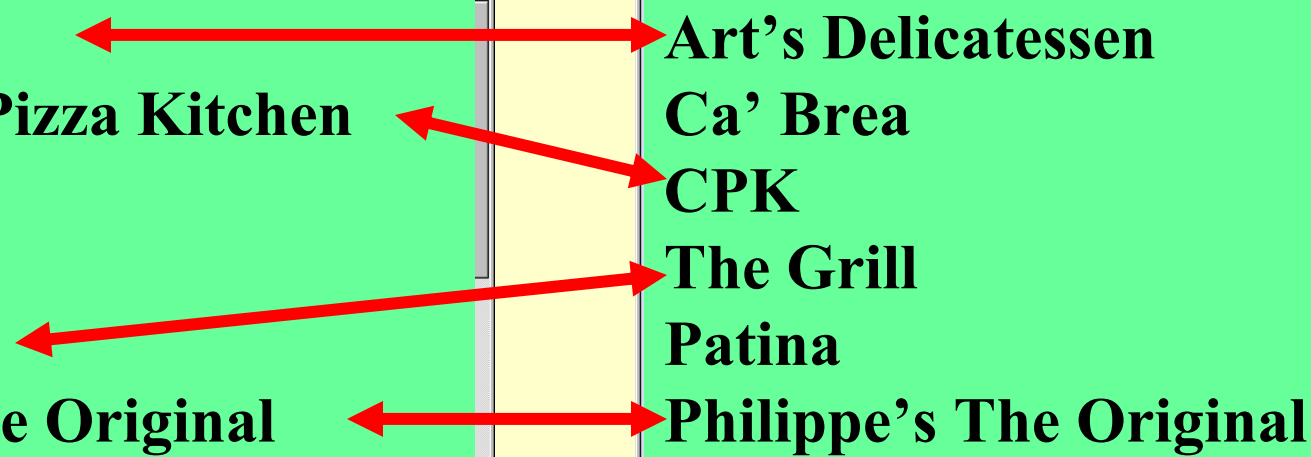 Art’s Delicatessen
Pizza Kitchen
Ca’ Brea
CPK
The Grill
Patina
e Original
Philippe’s The Original